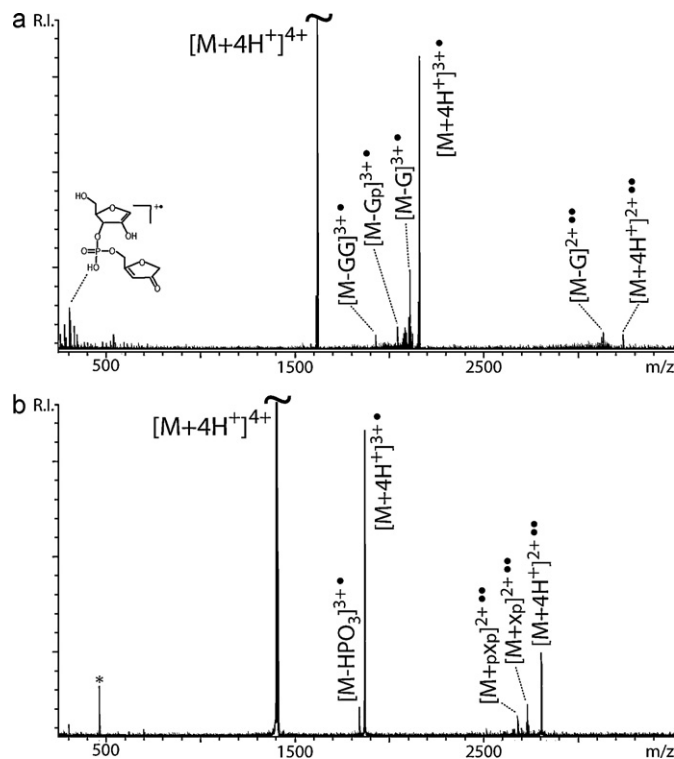 a
R.I.
[M+4H⁺]⁴⁺
HO
OH
O=P-O
O
HO
O
O
O
⁺•
[M-GG]³⁺•
[M-Gp]³⁺•
[M-G]³⁺•
[M+4H⁺]³⁺•
[M-G]²⁺••
[M+4H⁺]²⁺••
500
1500
2500
m/z
b
R.I.
[M+4H⁺]⁴⁺
*
[M-HPO₃]³⁺•
[M+4H⁺]³⁺•
[M+pXp]²⁺••
[M+Xp]²⁺••
[M+4H⁺]²⁺••
500
1500
2500
m/z